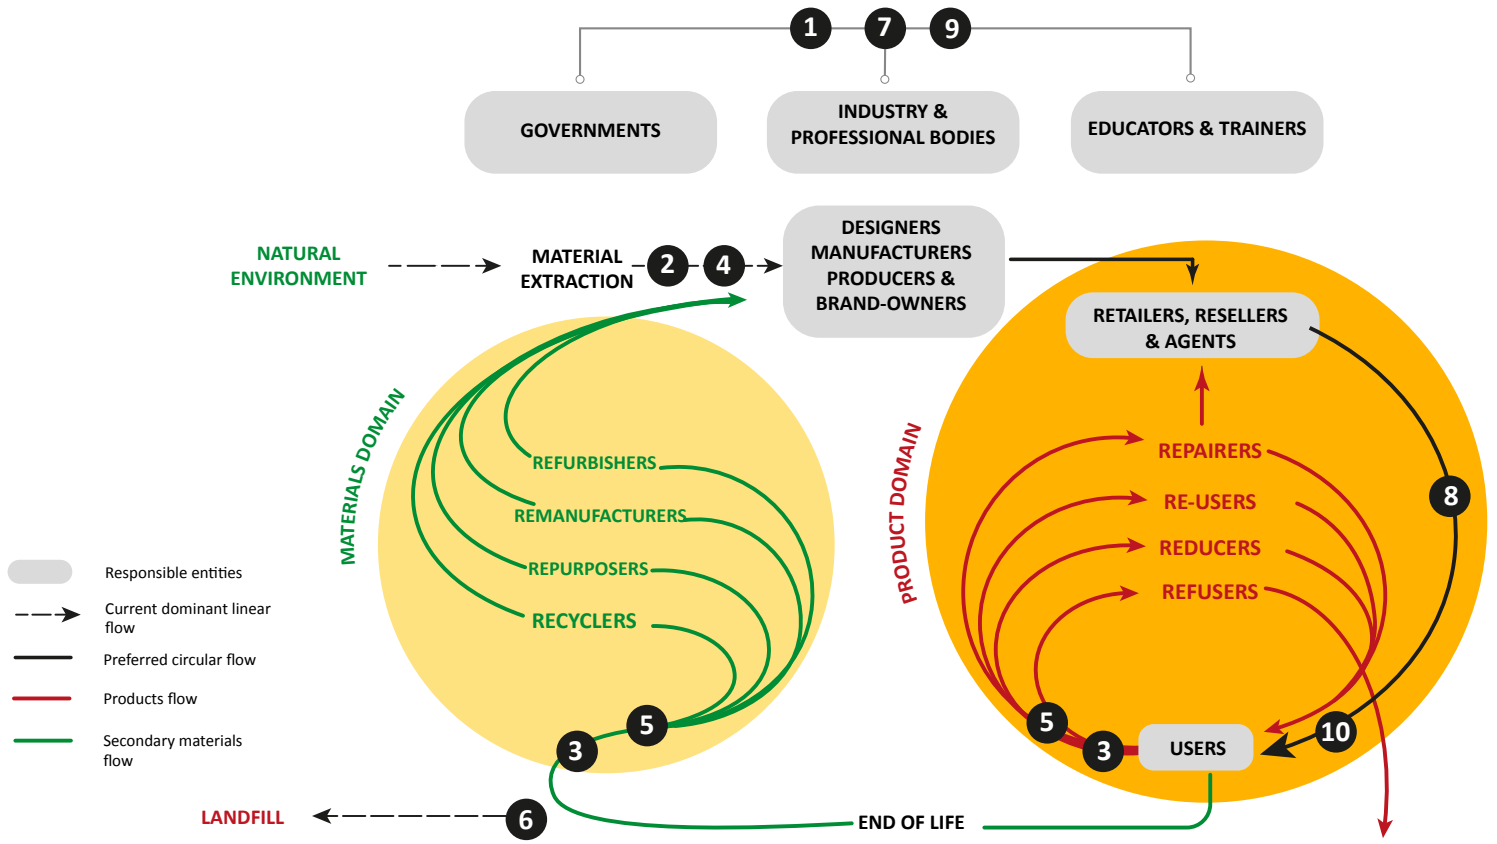 1
7
9
GOVERNMENTS
INDUSTRY &
PROFESSIONAL BODIES
EDUCATORS & TRAINERS
NATURAL
ENVIRONMENT
MATERIAL
EXTRACTION
2
4
DESIGNERS
MANUFACTURERS
PRODUCERS &
BRAND-OWNERS
RETAILERS, RESELLERS
& AGENTS
MATERIALS DOMAIN
REFURBISHERS
REMANUFACTURERS
REPURPOSERS
RECYCLERS
5
3
PRODUCT DOMAIN
REPAIRERS
RE-USERS
REDUCERS
REFUSERS
8
5
3
USERS
10
Responsible entities
Current dominant linear
flow
Preferred circular flow
Products flow
Secondary materials
flow
LANDFILL
6
END OF LIFE